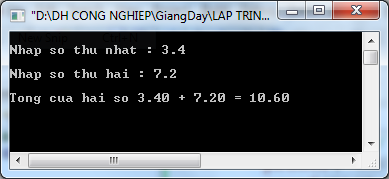 "D:\DH CONG NGHIEP\GiangDay\LAP TRIN...
Nhap so thu nhat : 3.4
Nhap so thu hai : 7.2
Tong cua hai so 3.40 + 7.20 = 10.60